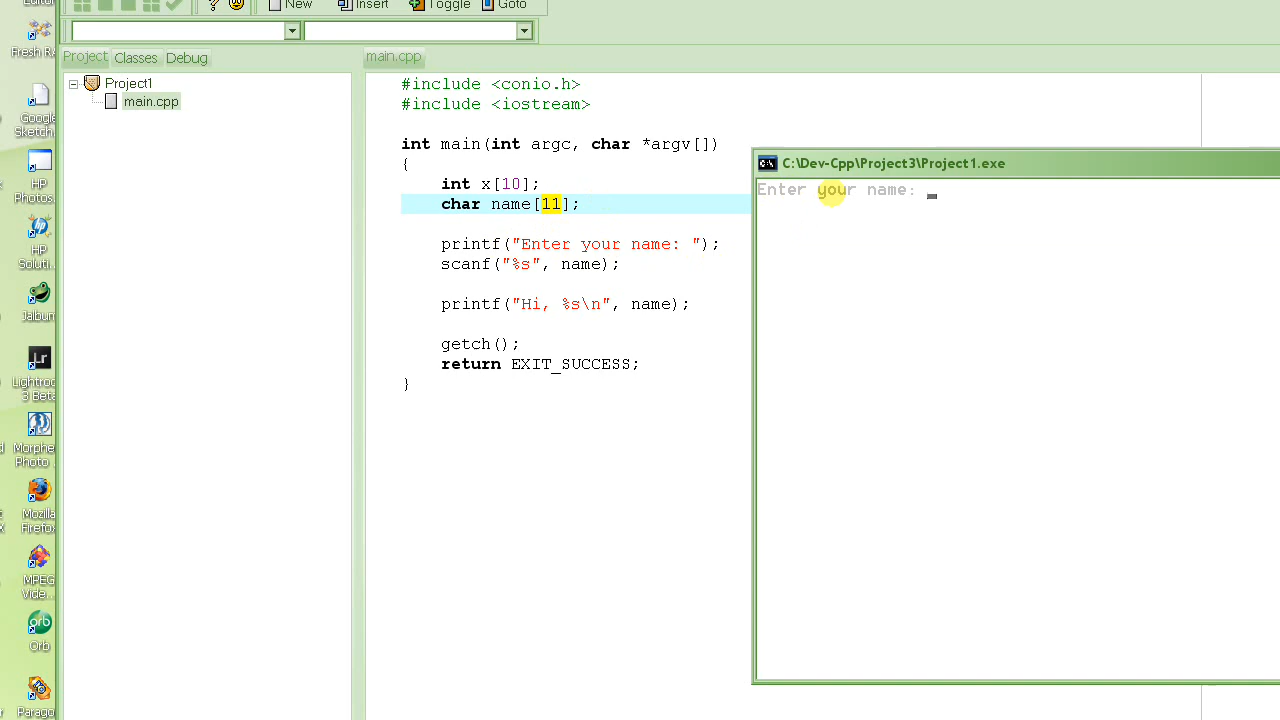 New Insert Toggle Goto
Project Classes Debug
main.cpp
Project1
main.cpp
#include <conio.h>
#include <iostream>
int main(int argc, char *argv[])
{
int x[10];
char name[11];
printf("Enter your name: ");
scanf("%s", name);
printf("Hi, %s\n", name);
getch();
return EXIT_SUCCESS;
}
C:\Dev-Cpp\Project3\Project1.exe
Enter your name:
Fresh
Google
Sketch
HP
Photos
HP
Soluti...
Jalbum
Lightroo
3 Beta
Photo
Mozilla
Firefox
MPEG
Vide...
Orb
Parago